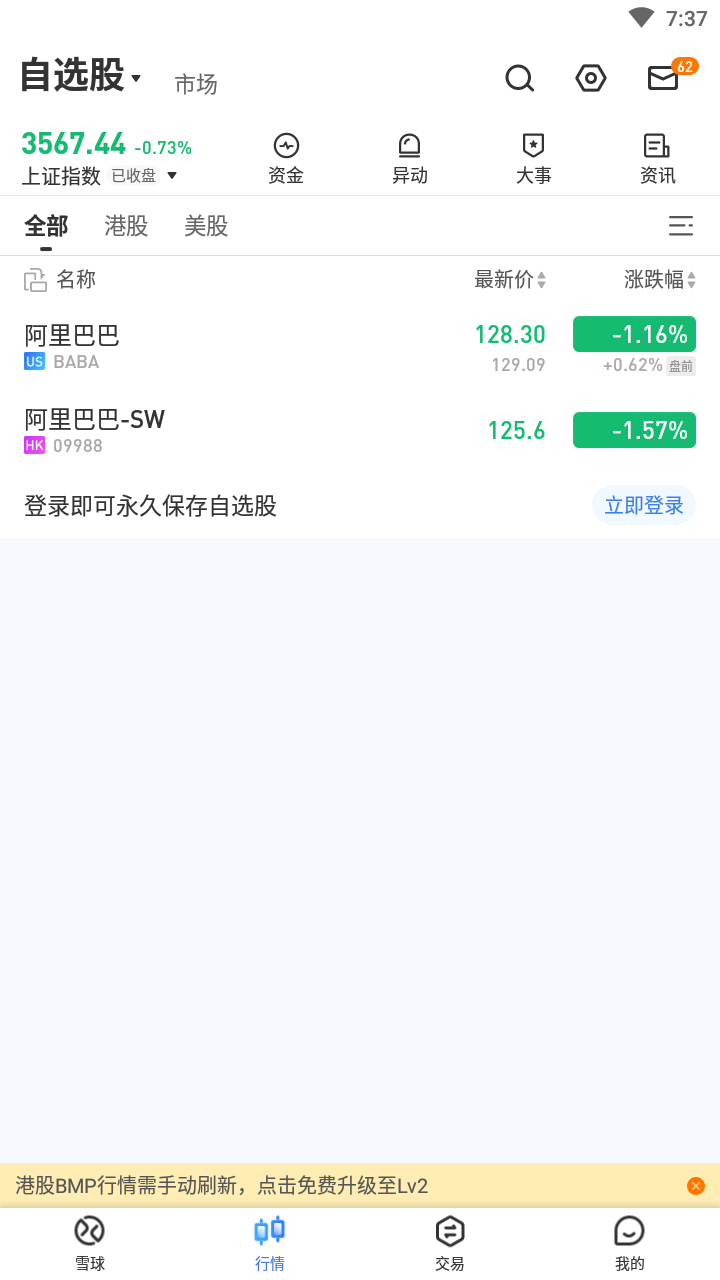 7:37
自选股
市场
62
3567.44 -0.73%
上证指数 已收盘
资金
异动
大事
资讯
全部 港股 美股
名称 最新价 涨跌幅
阿里巴巴 128.30 -1.16%
US BABA 129.09 +0.62% 盘前
阿里巴巴-SW 125.6 -1.57%
HK 09988
登录即可永久保存自选股 立即登录
港股BMP行情需手动刷新，点击免费升级至Lv2
雪球 行情 交易 我的